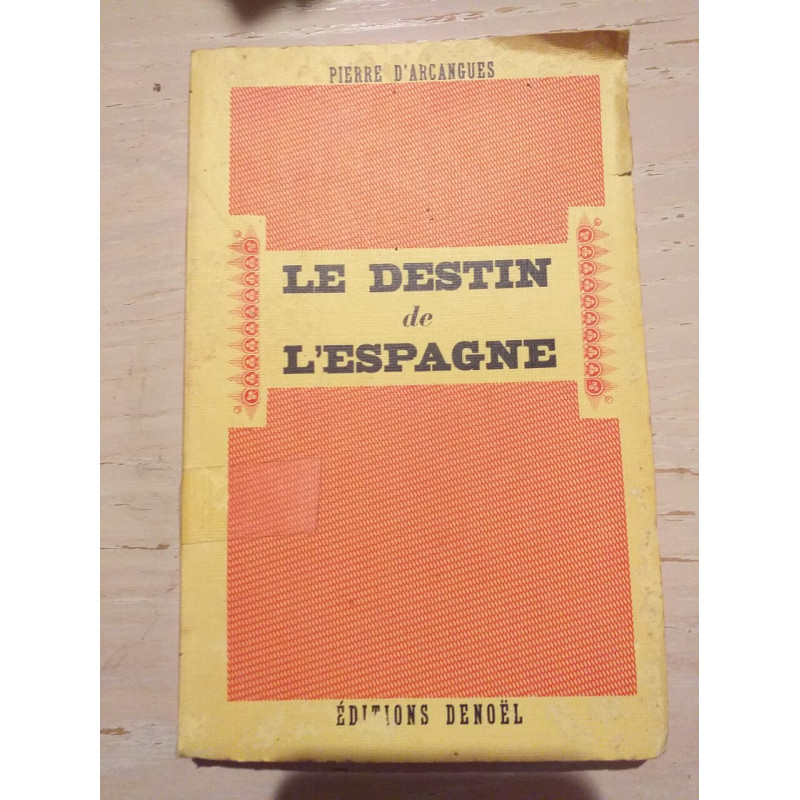 PIERRE D'ARCANGUES
LE DESTIN
de
L'ESPAGNE
ÉDITIONS DENOËL